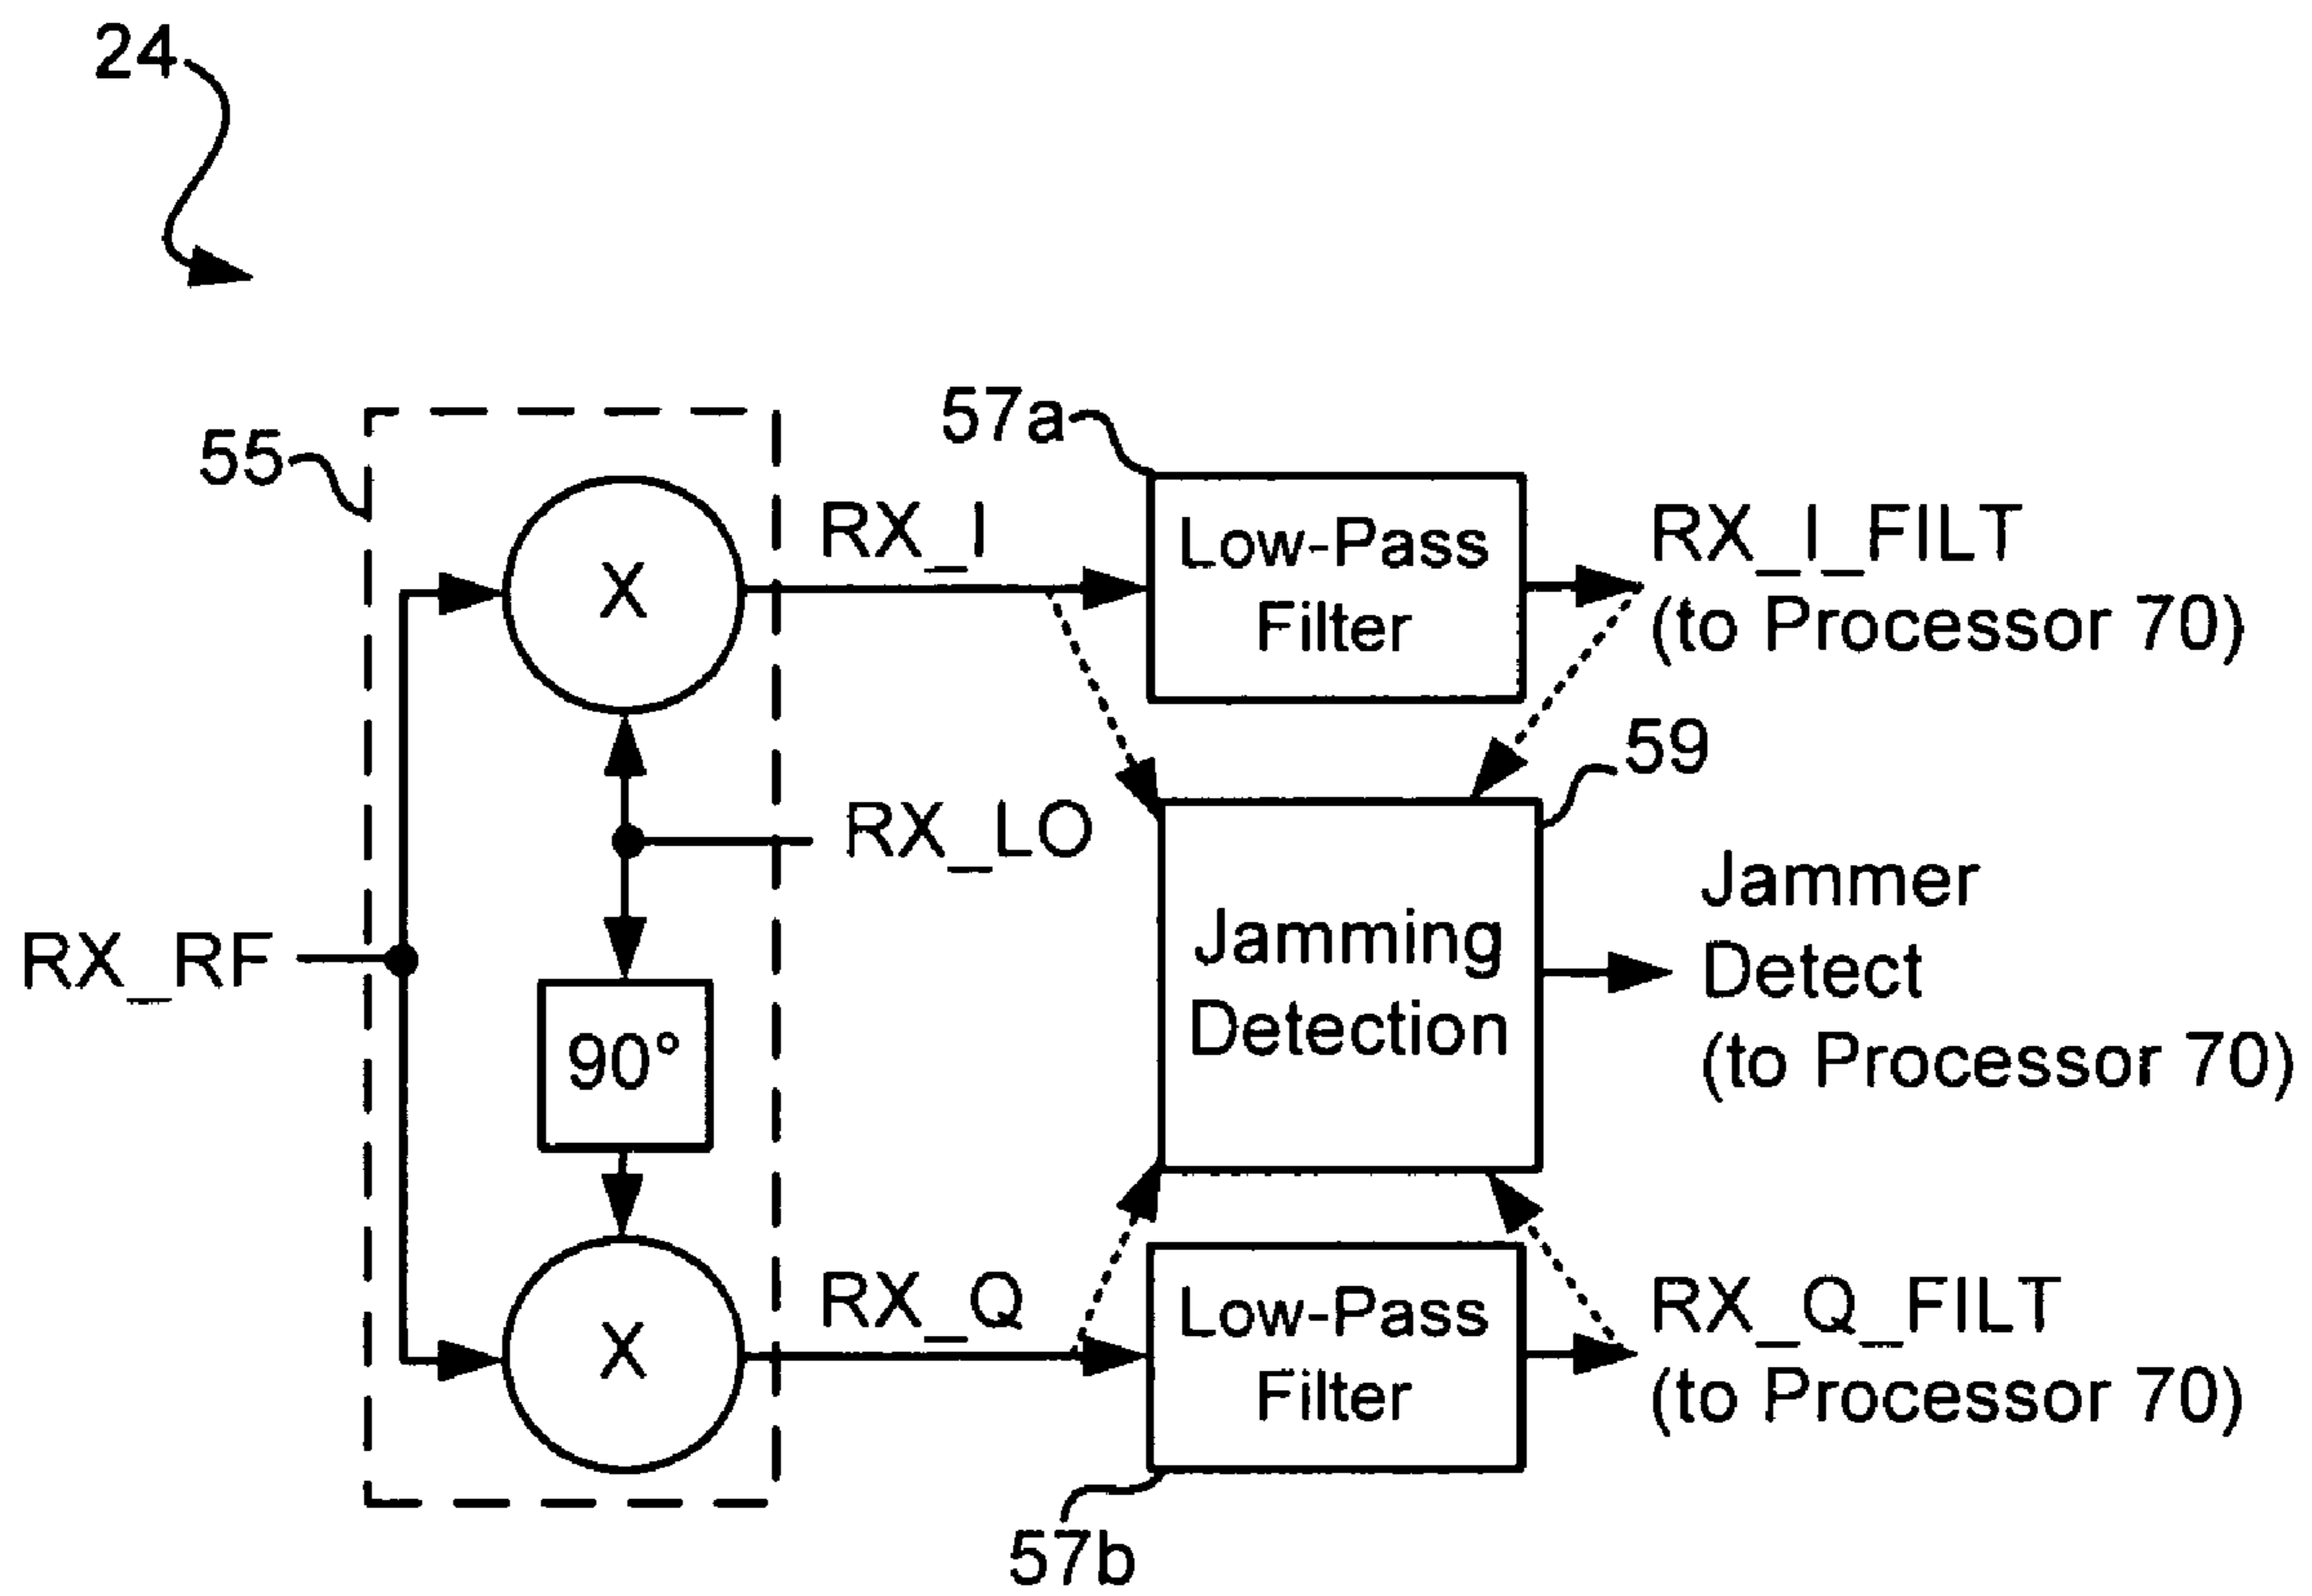 24
57a
55
RX_I
Low-Pass
Filter
RX_I_FILT
(to Processor 70)
X
59
RX_LO
Jammer
Detect
(to Processor 70)
Jamming
Detection
RX_RF
90°
RX_Q
Low-Pass
Filter
RX_Q_FILT
(to Processor 70)
X
57b